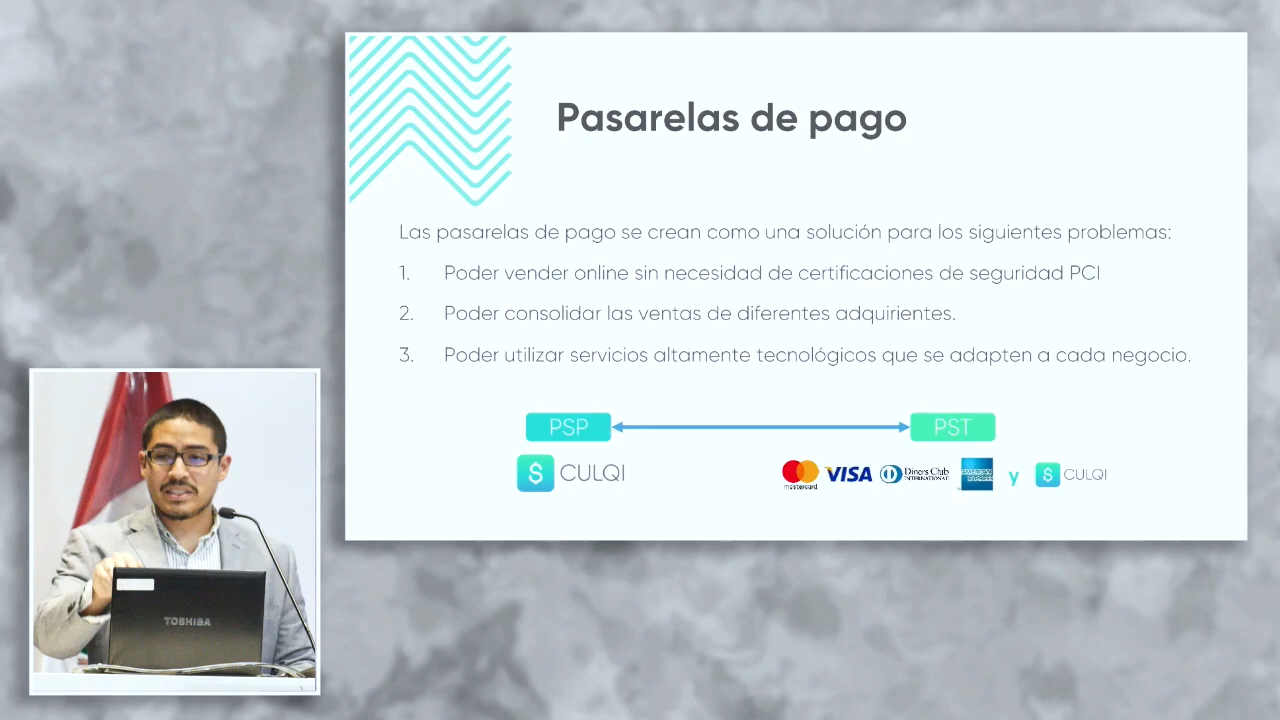 Pasarelas de pago
Las pasarelas de pago se crean como una solución para los siguientes problemas:
1. Poder vender online sin necesidad de certificaciones de seguridad PCI
2. Poder consolidar las ventas de diferentes adquirientes.
3. Poder utilizar servicios altamente tecnológicos que se adapten a cada negocio.
PSP PST
$ CULQI
mastercard VISA Diners Club INTERNATIONAL AMERICAN EXPRESS y $ CULQI
TOSHIBA